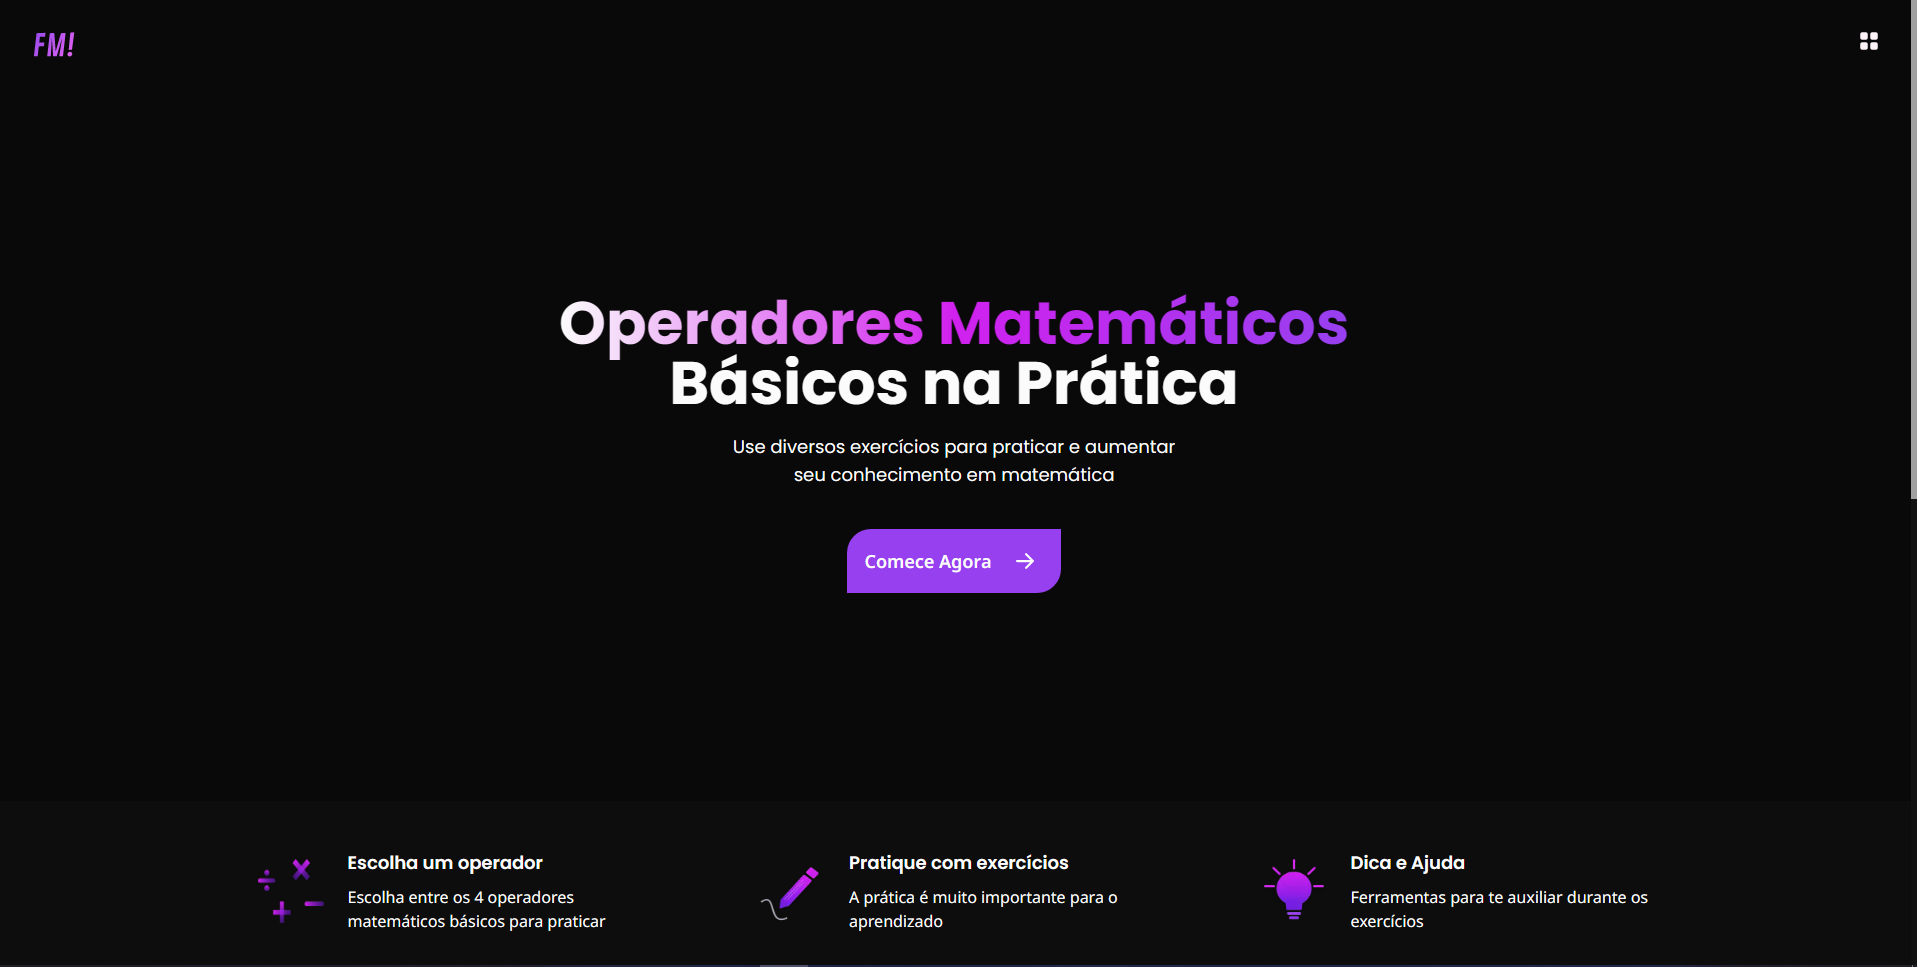 FM!
Operadores Matemáticos
Básicos na Prática
Use diversos exercícios para praticar e aumentar
seu conhecimento em matemática
Comece Agora
Escolha um operador
Escolha entre os 4 operadores
matemáticos básicos para praticar
Pratique com exercícios
A prática é muito importante para o
aprendizado
Dica e Ajuda
Ferramentas para te auxiliar durante os
exercícios